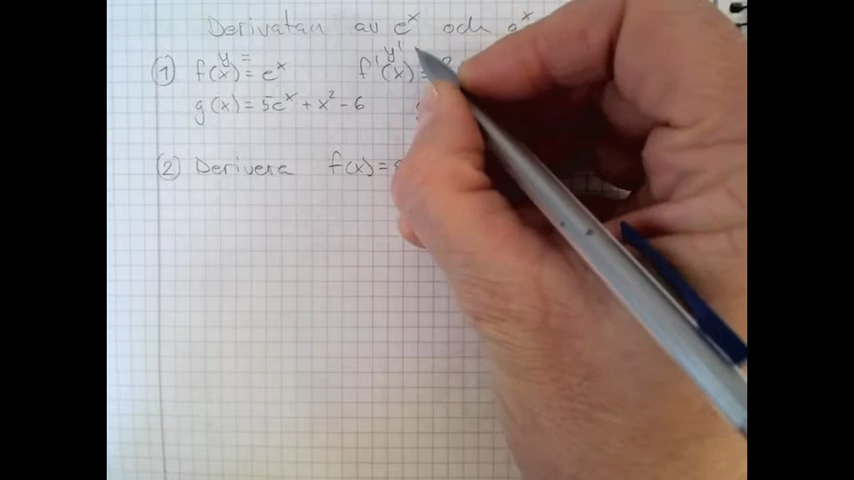 Derivatan av e^x och a^x
y = y'
① f(x) = e^x f'(x) =
g(x) = 5e^x + x^2 - 6
② Derivera f(x) =